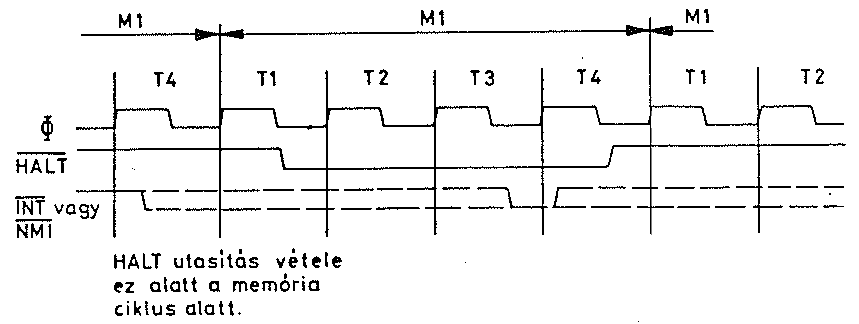 M1 M1 M1
T4 T1 T2 T3 T4 T1 T2
Φ
HALT
INT vagy
NMI
HALT utasítás vétele
ez alatt a memória
ciklus alatt.